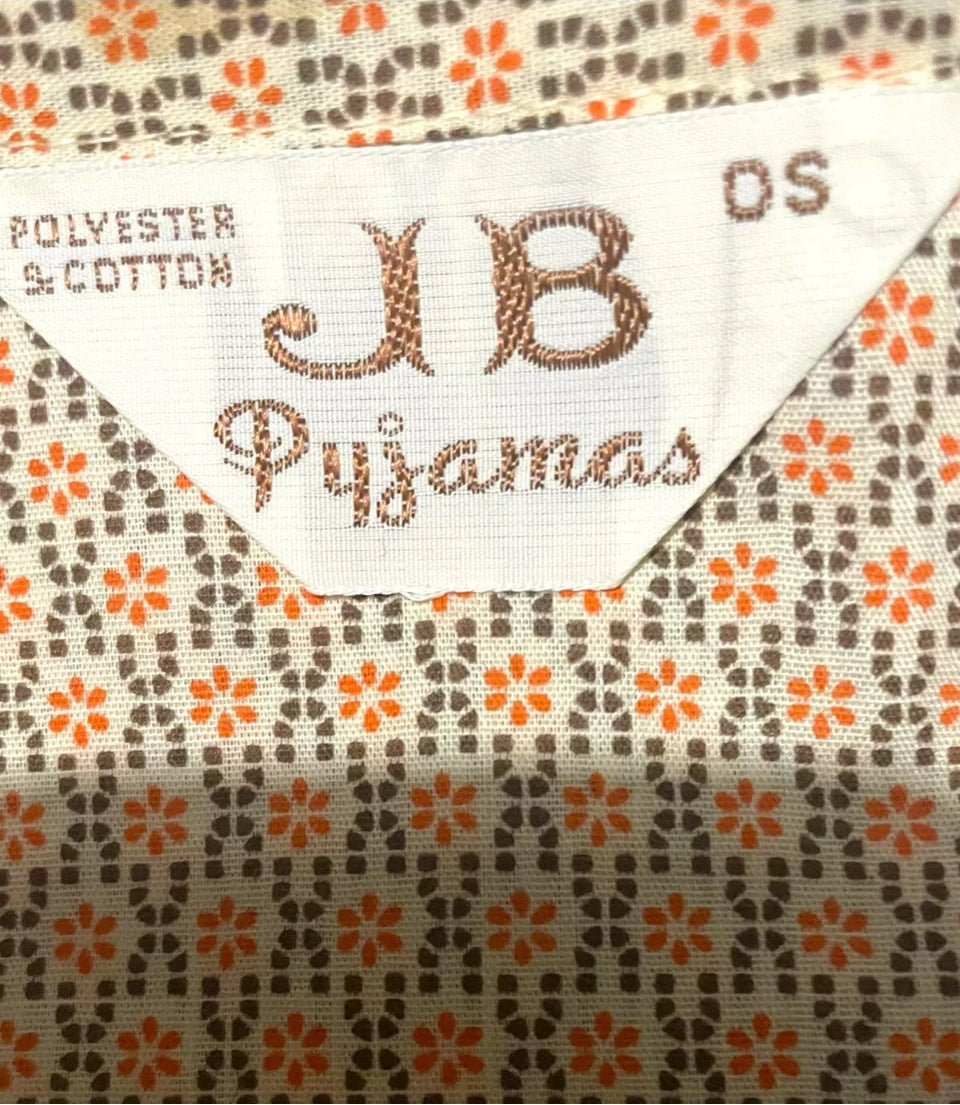 POLYESTER
& COTTON
JB
Pyjamas
OS